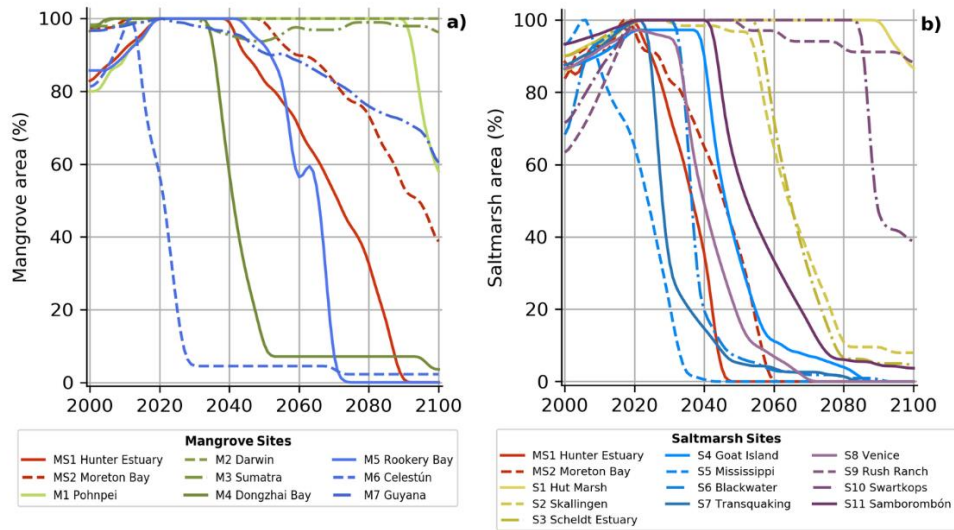 a)
Mangrove area (%)
100
80
60
40
20
0
2000 2020 2040 2060 2080 2100
Mangrove Sites
MS1 Hunter Estuary M2 Darwin M5 Rookery Bay
MS2 Moreton Bay M3 Sumatra M6 Celestún
M1 Pohnpei M4 Dongzhai Bay M7 Guyana
b)
Saltmarsh area (%)
100
80
60
40
20
0
2000 2020 2040 2060 2080 2100
Saltmarsh Sites
MS1 Hunter Estuary S4 Goat Island S8 Venice
MS2 Moreton Bay S5 Mississippi S9 Rush Ranch
S1 Hut Marsh S6 Blackwater S10 Swartkops
S2 Skallingen S7 Transquaking S11 Samborombón
S3 Scheldt Estuary